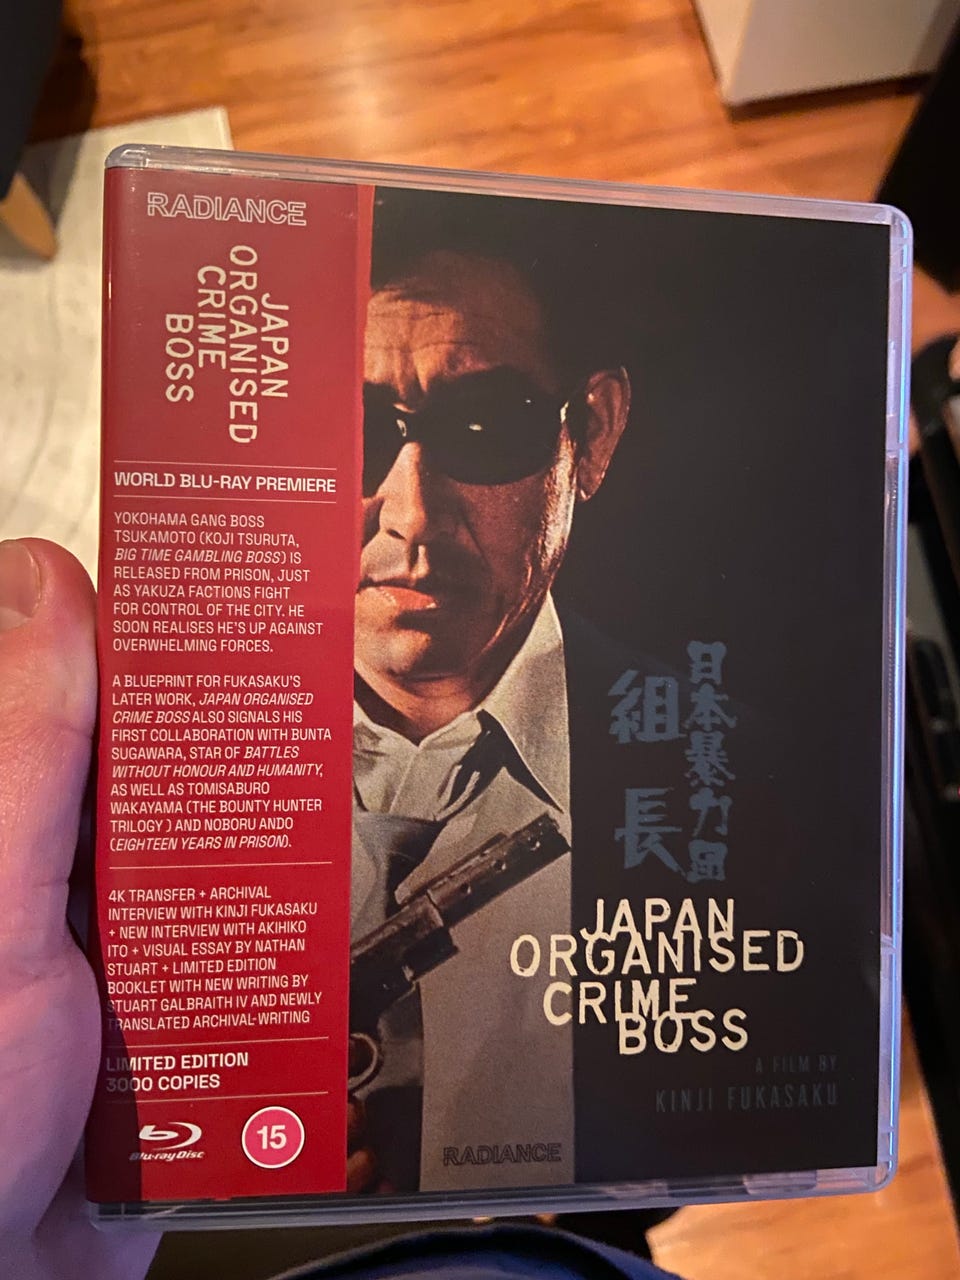 RADIANCE
JAPAN
ORGANISED
CRIME
BOSS
WORLD BLU-RAY PREMIERE
YOKOHAMA GANG BOSS
TSUKAMOTO (KOJI TSURUTA,
BIG TIME GAMBLING BOSS) IS
RELEASED FROM PRISON, JUST
AS YAKUZA FACTIONS FIGHT
FOR CONTROL OF THE CITY. HE
SOON REALISES HE'S UP AGAINST
OVERWHELMING FORCES.
A BLUEPRINT FOR FUKASAKU'S
LATER WORK, JAPAN ORGANISED
CRIME BOSS ALSO SIGNALS HIS
FIRST COLLABORATION WITH BUNTA
SUGAWARA, STAR OF BATTLES
WITHOUT HONOUR AND HUMANITY,
AS WELL AS TOMISABURO
WAKAYAMA (THE BOUNTY HUNTER
TRILOGY ) AND NOBORU ANDO
(EIGHTEEN YEARS IN PRISON).
4K TRANSFER + ARCHIVAL
INTERVIEW WITH KINJI FUKASAKU
+ NEW INTERVIEW WITH AKIHIKO
ITO + VISUAL ESSAY BY NATHAN
STUART + LIMITED EDITION
BOOKLET WITH NEW WRITING BY
STUART GALBRAITH IV AND NEWLY
TRANSLATED ARCHIVAL WRITING
LIMITED EDITION
3000 COPIES
Blu-ray Disc
15
日本暴力団
組長
JAPAN
ORGANISED
CRIME
BOSS
A FILM BY
KINJI FUKASAKU
RADIANCE